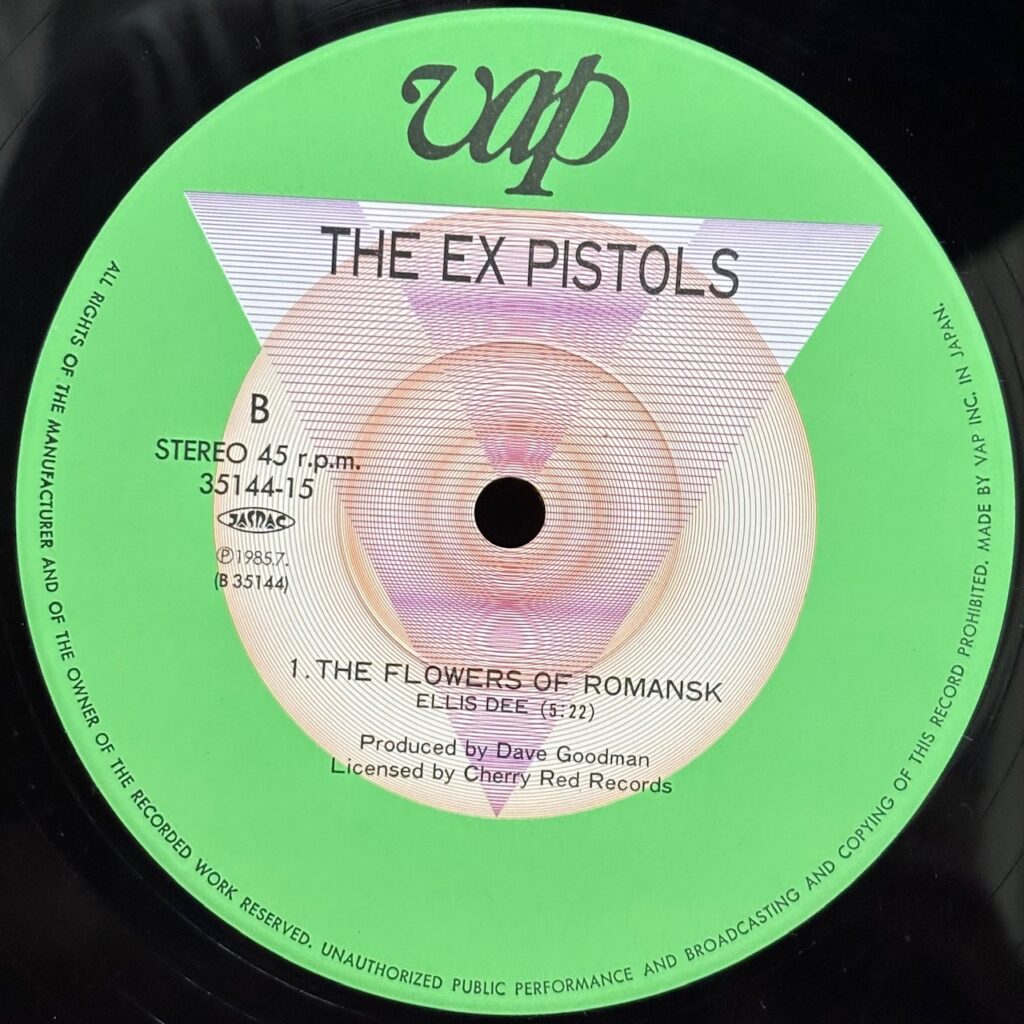 vap
THE EX PISTOLS
B
STEREO 45 r.p.m.
35144-15
JASRAC
Ⓟ1985.7.
(B 35144)
1. THE FLOWERS OF ROMANSK
ELLIS DEE (5:22)
Produced by Dave Goodman
Licensed by Cherry Red Records
ALL RIGHTS OF THE MANUFACTURER AND OF THE OWNER OF THE RECORDED WORK RESERVED. UNAUTHORIZED PUBLIC PERFORMANCE AND BROADCASTING AND COPYING OF THIS RECORD PROHIBITED. MADE BY VAP INC. IN JAPAN.